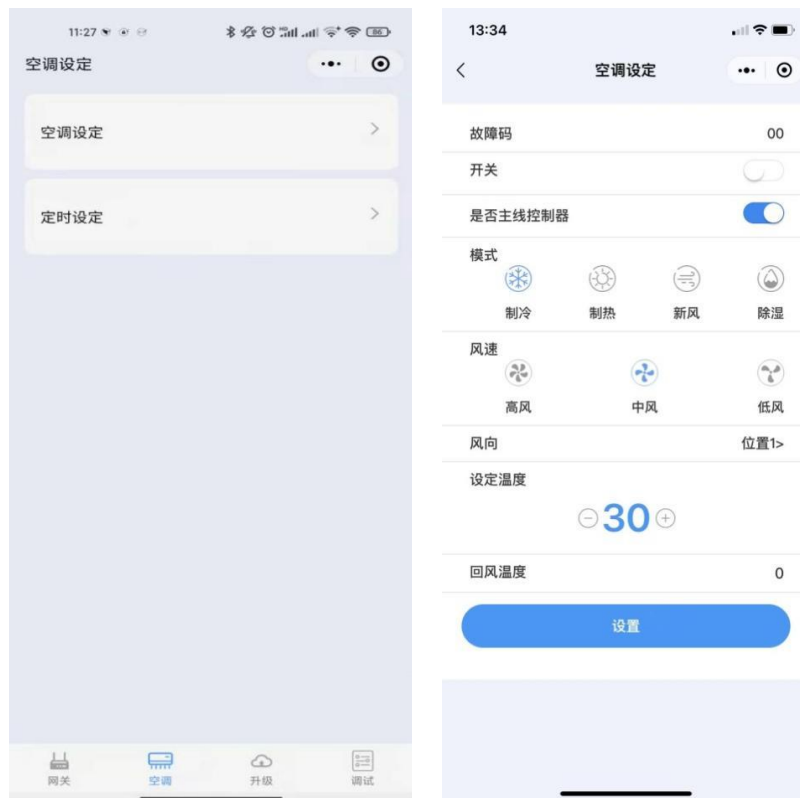 11:27
86
空调设定
空调设定
定时设定
网关
空调
升级
调试
13:34
空调设定
故障码 00
开关
是否主线控制器
模式
制冷 制热 新风 除湿
风速
高风 中风 低风
风向 位置1>
设定温度
30
回风温度 0
设置